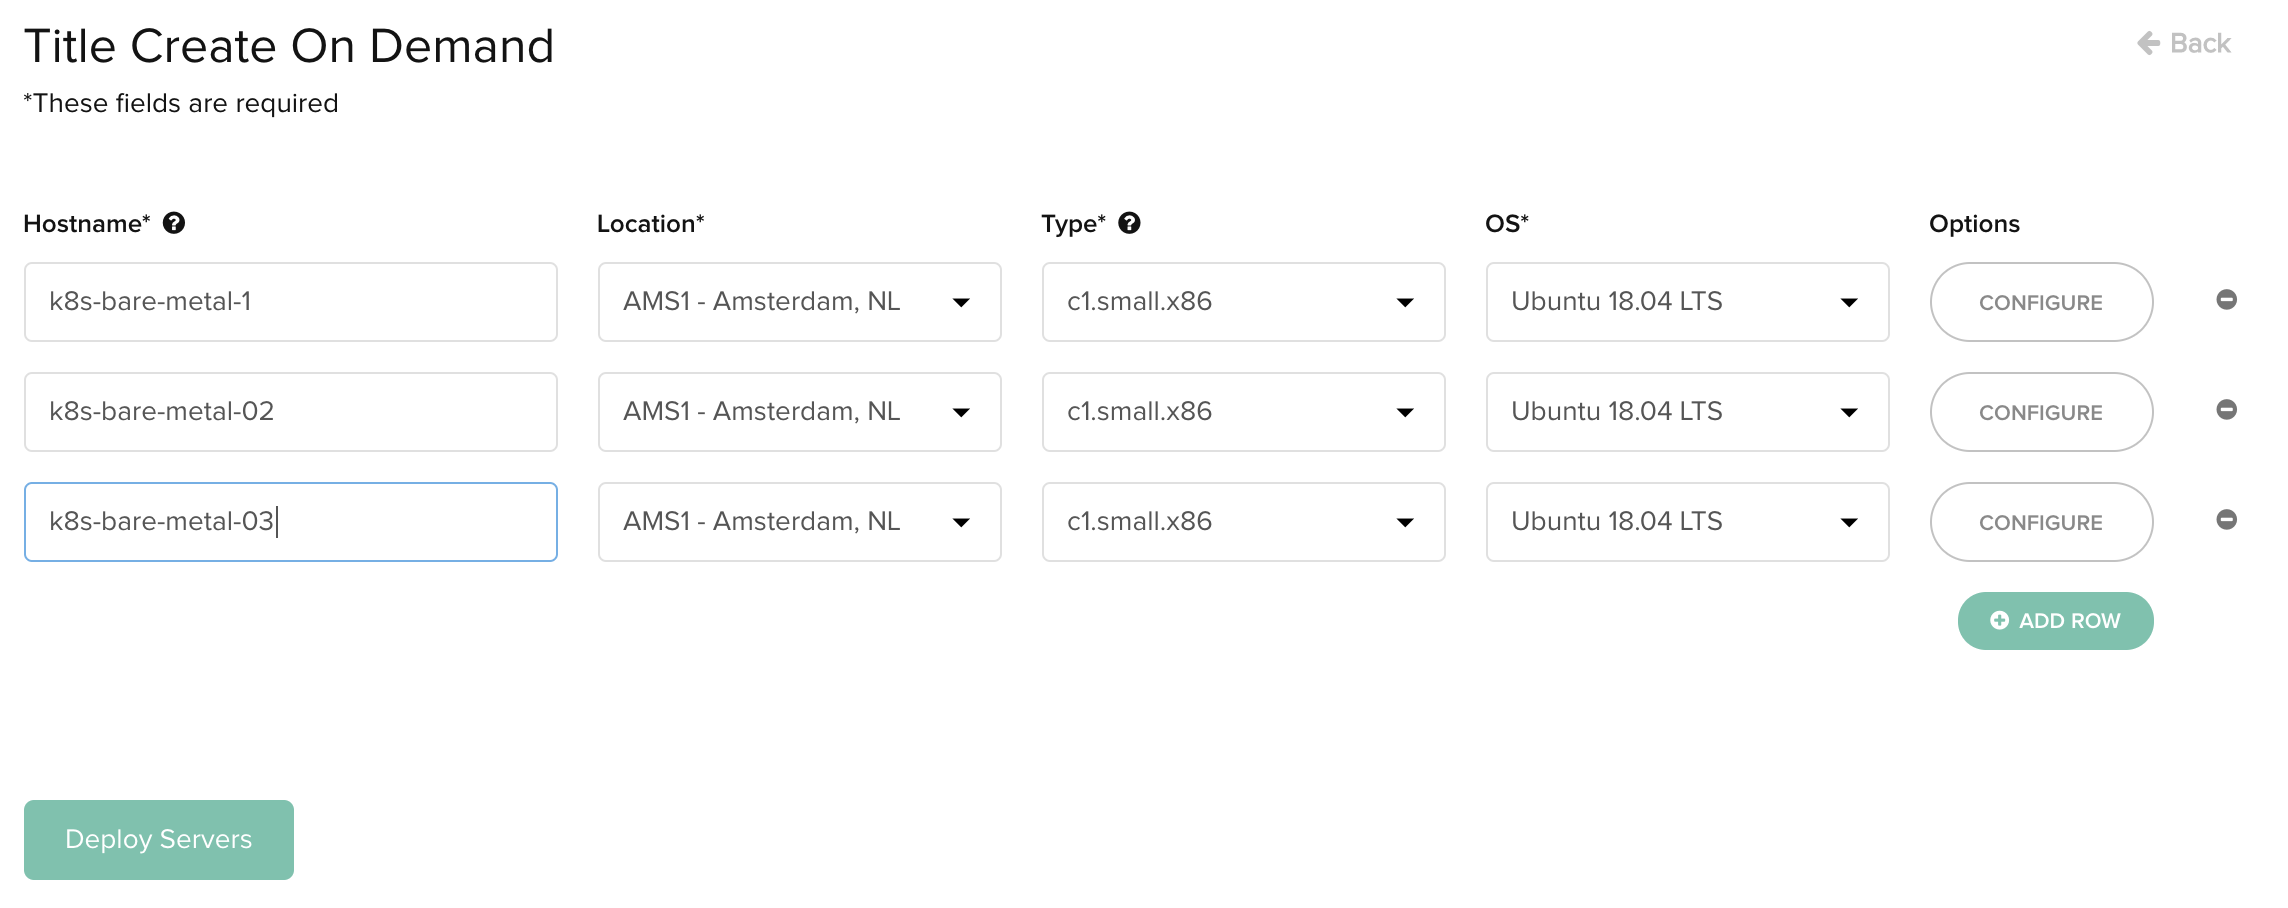 Title Create On Demand
Back
*These fields are required
Hostname* Location* Type* OS* Options
k8s-bare-metal-1 AMS1 - Amsterdam, NL c1.small.x86 Ubuntu 18.04 LTS CONFIGURE
k8s-bare-metal-02 AMS1 - Amsterdam, NL c1.small.x86 Ubuntu 18.04 LTS CONFIGURE
k8s-bare-metal-03 AMS1 - Amsterdam, NL c1.small.x86 Ubuntu 18.04 LTS CONFIGURE
ADD ROW
Deploy Servers